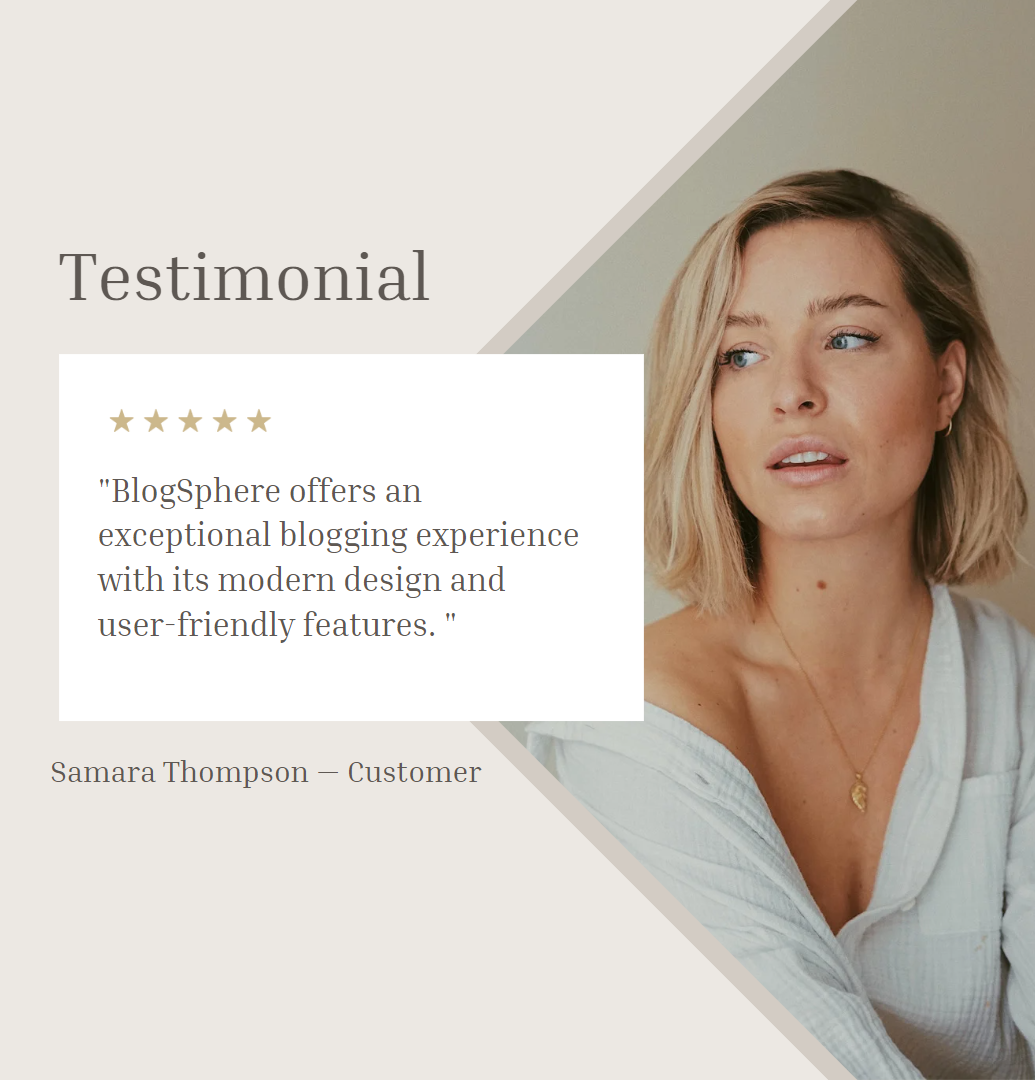 Testimonial
"BlogSphere offers an
exceptional blogging experience
with its modern design and
user-friendly features. "
Samara Thompson — Customer